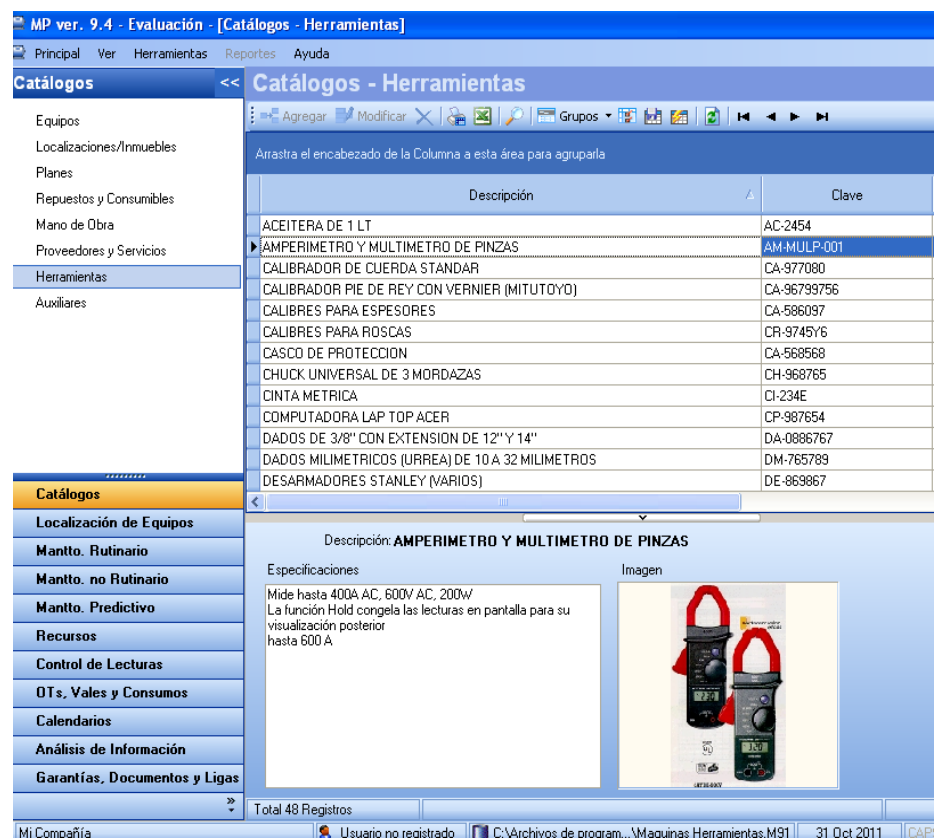 MP ver. 9.4 - Evaluación - [Catálogos - Herramientas]
Principal Ver Herramientas Reportes Ayuda
Catálogos <<
Equipos
Localizaciones/Inmuebles
Planes
Repuestos y Consumibles
Mano de Obra
Proveedores y Servicios
Herramientas
Auxiliares
Catálogos
Localización de Equipos
Mantto. Rutinario
Mantto. no Rutinario
Mantto. Predictivo
Recursos
Control de Lecturas
OTs, Vales y Consumos
Calendarios
Análisis de Información
Garantías, Documentos y Ligas
Catálogos - Herramientas
Agregar Modificar Grupos
Arrastra el encabezado de la Columna a esta área para agruparla
Descripción Clave
ACEITERA DE 1 LT AC-2454
AMPERIMETRO Y MULTIMETRO DE PINZAS AM-MULP-001
CALIBRADOR DE CUERDA STANDAR CA-977080
CALIBRADOR PIE DE REY CON VERNIER (MITUTOYO) CA-96799756
CALIBRES PARA ESPESORES CA-586097
CALIBRES PARA ROSCAS CR-9745Y6
CASCO DE PROTECCION CA-568568
CHUCK UNIVERSAL DE 3 MORDAZAS CH-968765
CINTA METRICA CI-234E
COMPUTADORA LAP TOP ACER CP-987654
DADOS DE 3/8" CON EXTENSION DE 12" Y 14" DA-0886767
DADOS MILIMETRICOS (URREA) DE 10 A 32 MILIMETROS DM-765789
DESARMADORES STANLEY (VARIOS) DE-869867
Descripción: AMPERIMETRO Y MULTIMETRO DE PINZAS
Especificaciones Imagen
Mide hasta 400A AC, 600V AC, 200W
La función Hold congela las lecturas en pantalla para su
visualización posterior
hasta 600 A
Total 48 Registros
Mi Compañía Usuario no registrado C:\Archivos de program...\Maquinas Herramientas.M91 31 Oct 2011